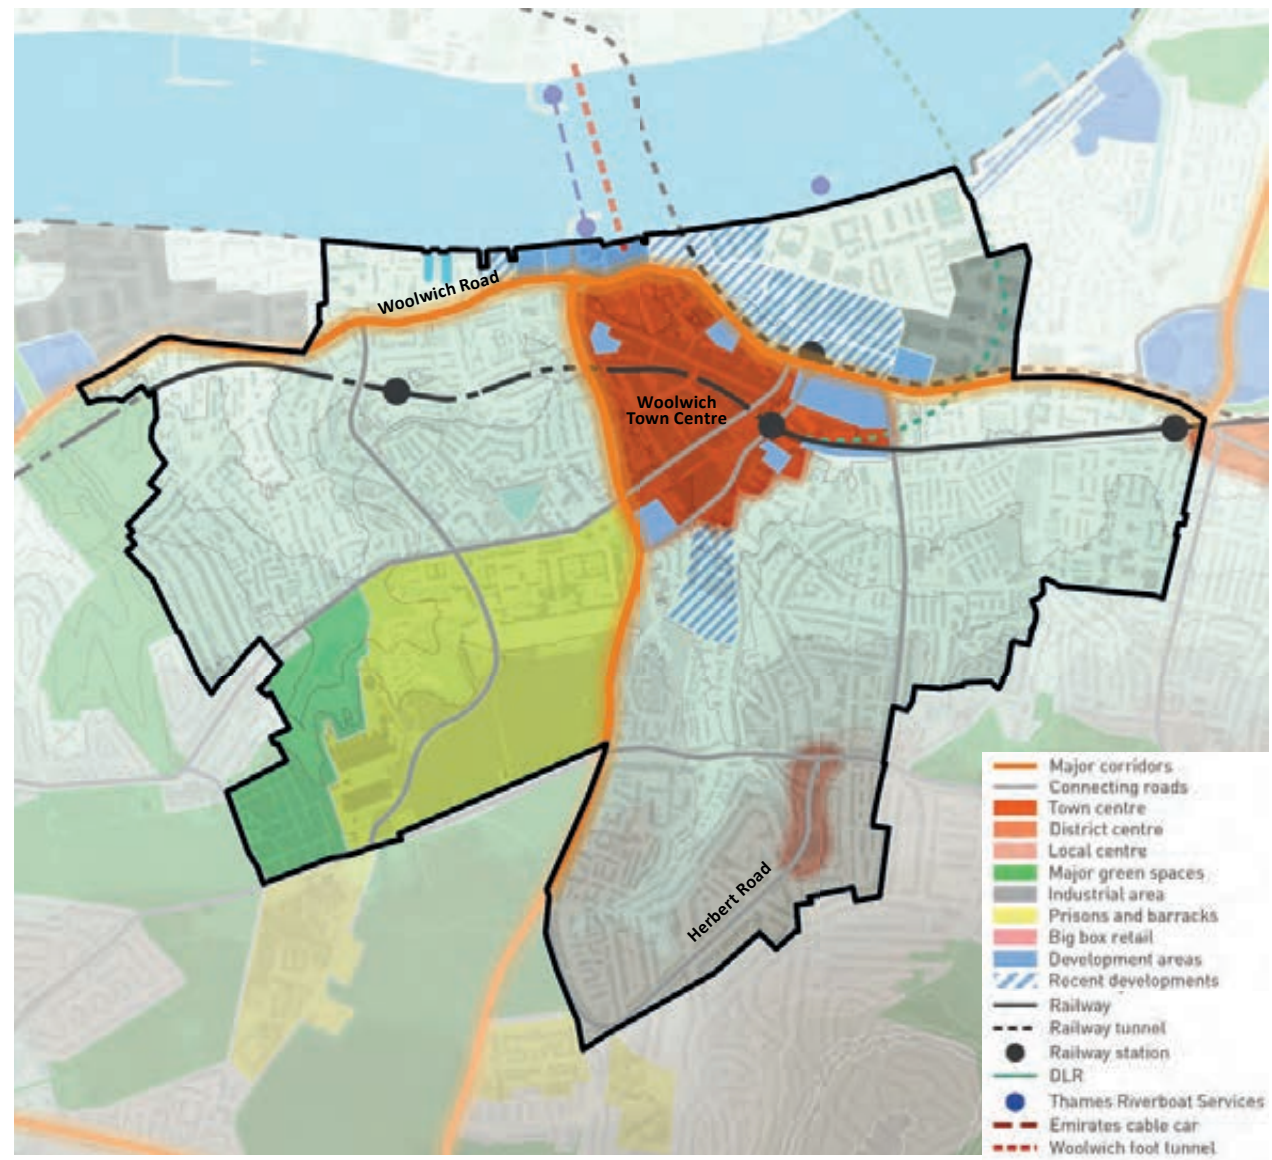 Woolwich Road
Woolwich
Town Centre
Herbert Road
Major corridors
Connecting roads
Town centre
District centre
Local centre
Major green spaces
Industrial area
Prisons and barracks
Big box retail
Development areas
Recent developments
Railway
Railway tunnel
Railway station
DLR
Thames Riverboat Services
Emirates cable car
Woolwich foot tunnel